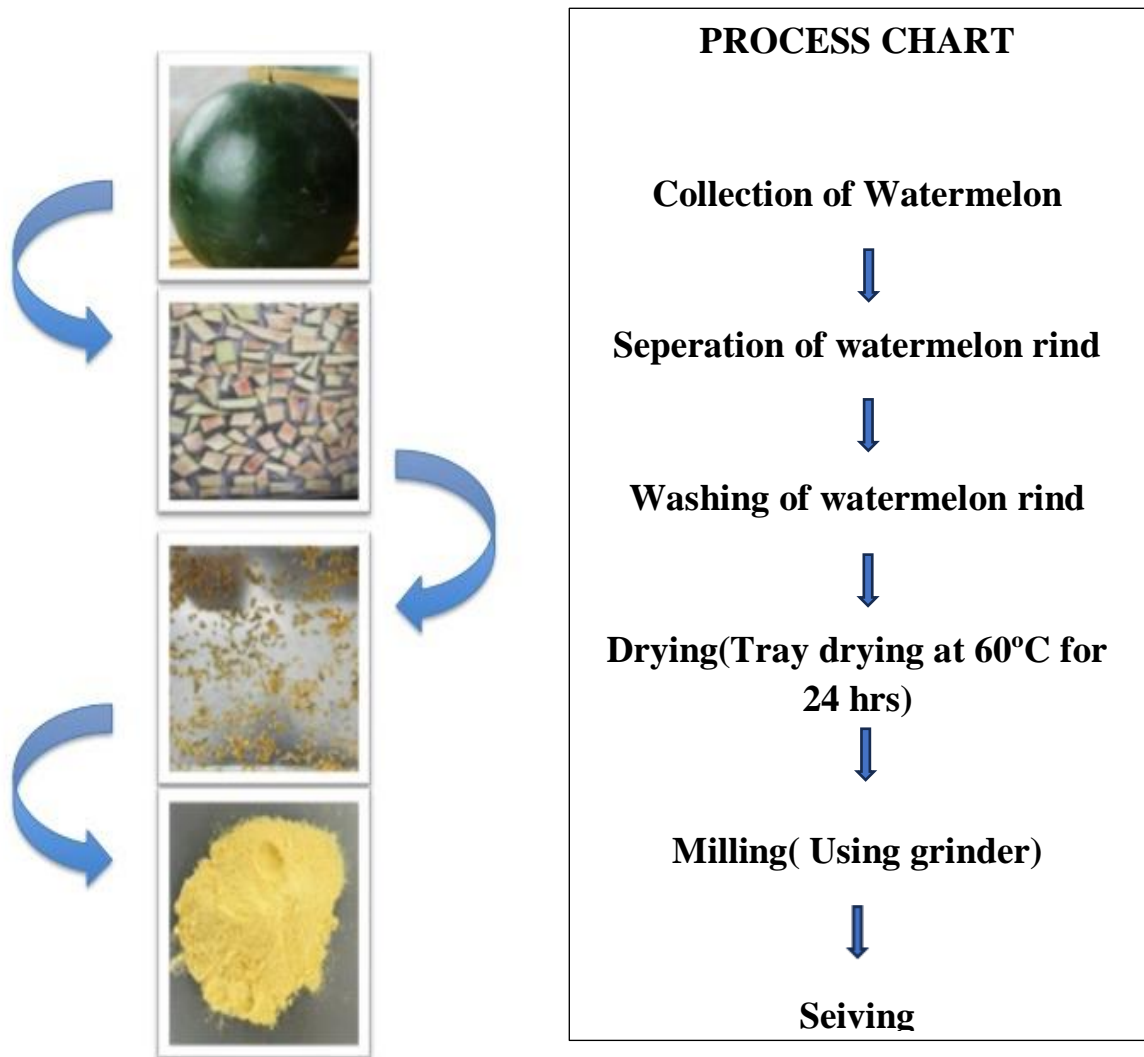 PROCESS CHART
Collection of Watermelon
Seperation of watermelon rind
Washing of watermelon rind
Drying(Tray drying at 60ºC for
24 hrs)
Milling( Using grinder)
Seiving